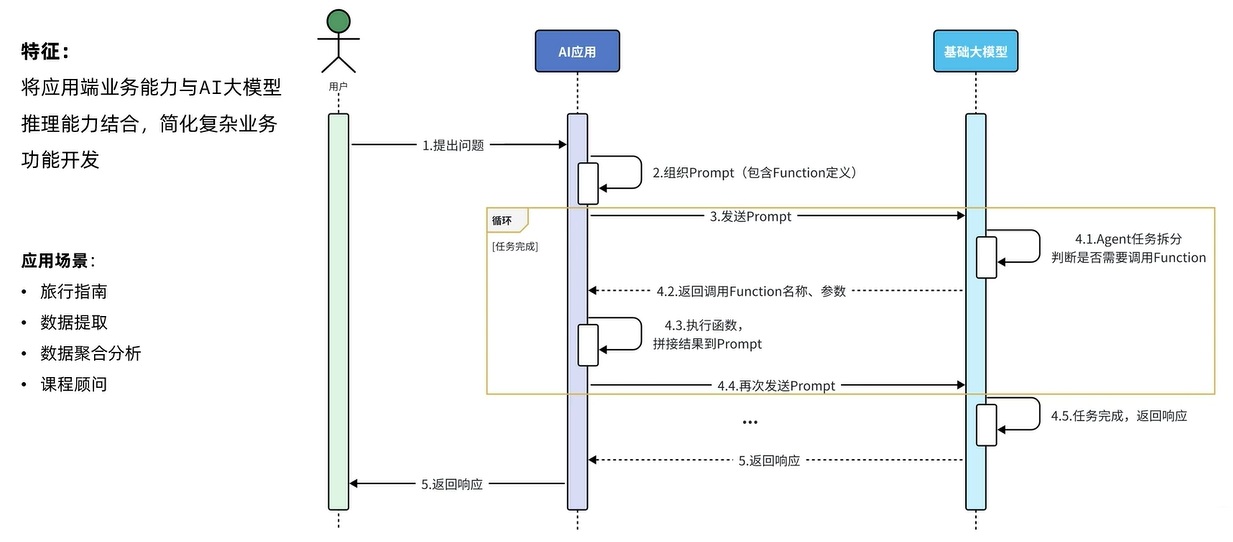 特征：
将应用端业务能力与AI大模型
推理能力结合，简化复杂业务
功能开发
应用场景：
• 旅行指南
• 数据提取
• 数据聚合分析
• 课程顾问
用户
AI应用
基础大模型
1.提出问题
2.组织Prompt（包含Function定义）
循环
[任务完成]
3.发送Prompt
4.1.Agent任务拆分
判断是否需要调用Function
4.2.返回调用Function名称、参数
4.3.执行函数，
拼接结果到Prompt
4.4.再次发送Prompt
...
4.5.任务完成，返回响应
5.返回响应
5.返回响应